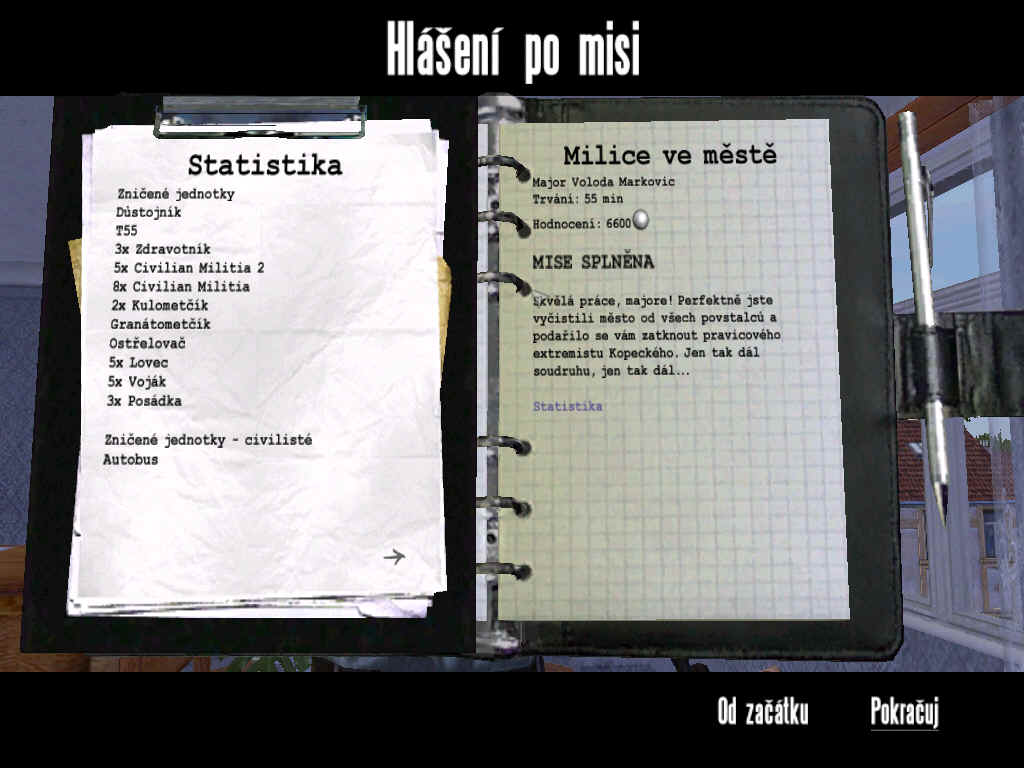 Hlášení po misi
Statistika
Zničené jednotky
Důstojník
T55
3x Zdravotník
5x Civilian Militia 2
8x Civilian Militia
2x Kulometčík
Granátometčík
Ostřelovač
5x Lovec
5x Voják
3x Posádka
Zničené jednotky - civilisté
Autobus
Milice ve městě
Major Voloda Markovic
Trvání: 55 min
Hodnocení: 6600
MISE SPLNĚNA
Skvělá práce, majore! Perfektně jste
vyčistili město od všech povstalců a
podařilo se vám zatknout pravicového
extremistu Kopeckého. Jen tak dál
soudruhu, jen tak dál...
Statistika
Od začátku
Pokračuj